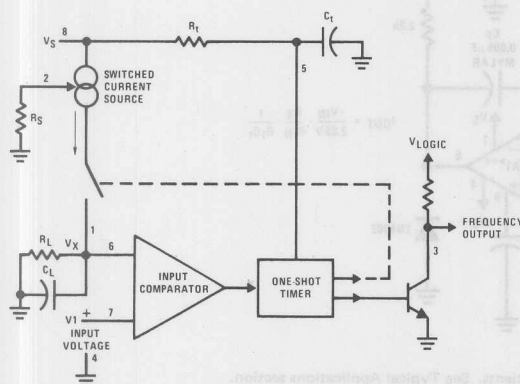 VS 8
Rt
Ct
5
2
SWITCHED
CURRENT
SOURCE
RS
VLOGIC
1
RL
VX
6
CL
INPUT
COMPARATOR
ONE-SHOT
TIMER
FREQUENCY
OUTPUT
3
V1 +
7
INPUT
VOLTAGE
4